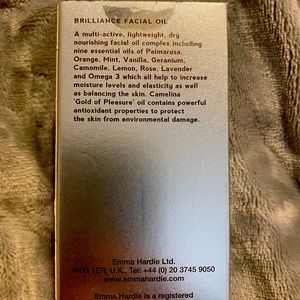 BRILLIANCE FACIAL OIL
A multi-active, lightweight, dry
nourishing facial oil complex including
nine essential oils of Palmarosa,
Orange, Mint, Vanilla, Geranium,
Camomile, Lemon, Rose, Lavender
and Omega 3 which all help to increase
moisture levels and elasticity as well
as balancing the skin. Camelina
'Gold of Pleasure' oil contains powerful
antioxidant properties to protect
the skin from environmental damage.
Emma Hardie Ltd.
WD3 1ER, U.K., Tel: +44 (0) 20 3745 9050
www.emmahardie.com
Emma Hardie is a registered